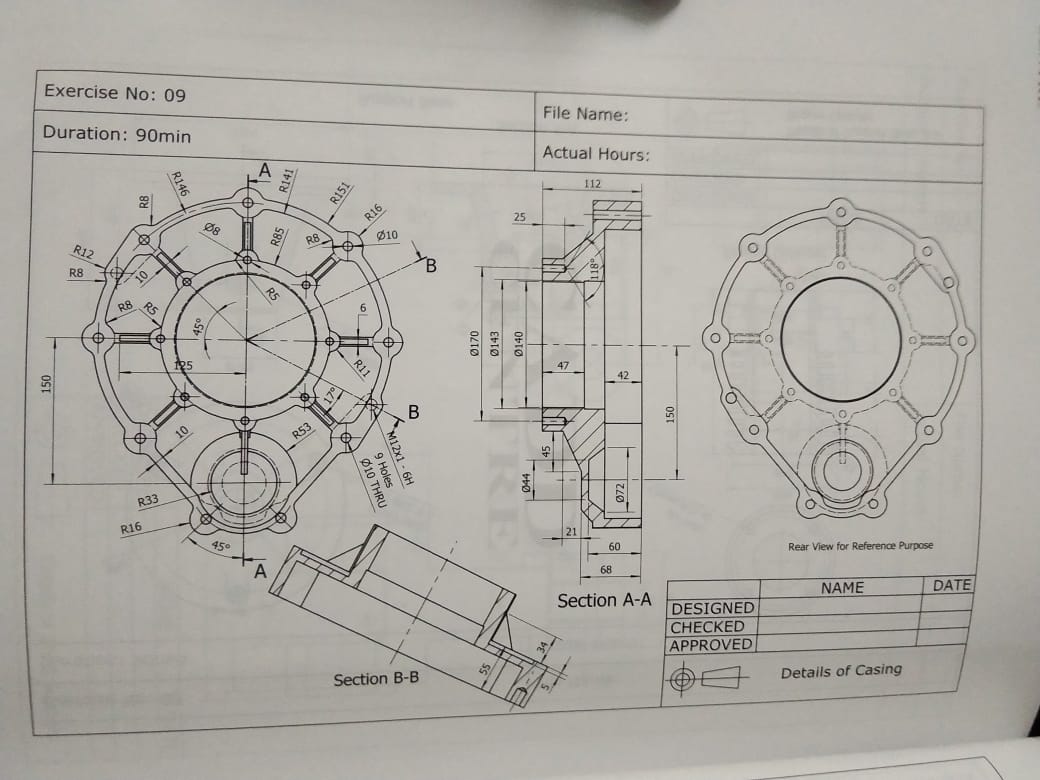 Exercise No: 09
Duration: 90min
File Name:
Actual Hours:
A
R146
R141
R151
R8
R16
Ø8
R85
R8
Ø10
B
R12
R8
10
R5
R8
R5
45°
6
125
R11
150
17°
B
10
R53
M12x1 - 6H
9 Holes
Ø10 THRU
R33
R16
45°
A
112
25
118°
Ø170
Ø143
Ø140
47
42
150
45
Ø44
Ø72
21
60
68
Section A-A
Rear View for Reference Purpose
34
55
5
Section B-B
NAME
DATE
DESIGNED
CHECKED
APPROVED
Details of Casing